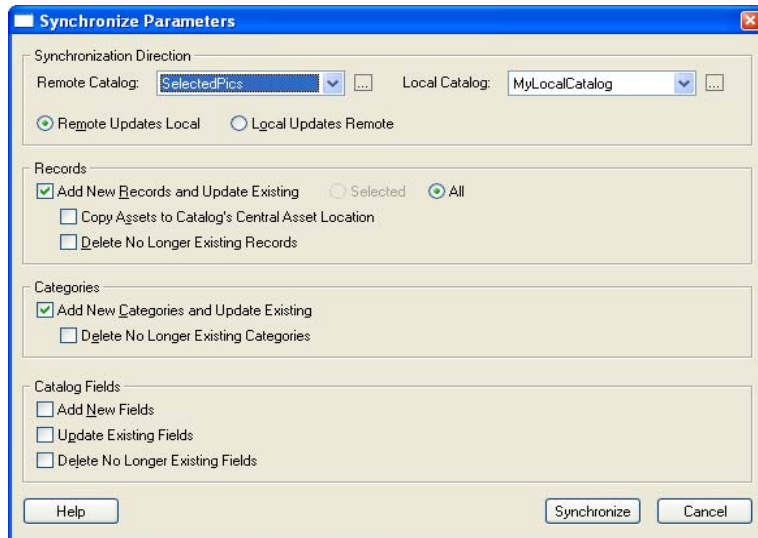 Synchronize Parameters
Synchronization Direction
Remote Catalog: SelectedPics ... Local Catalog: MyLocalCatalog ...
Remote Updates Local Local Updates Remote
Records
Add New Records and Update Existing Selected All
Copy Assets to Catalog's Central Asset Location
Delete No Longer Existing Records
Categories
Add New Categories and Update Existing
Delete No Longer Existing Categories
Catalog Fields
Add New Fields
Update Existing Fields
Delete No Longer Existing Fields
Help Synchronize Cancel